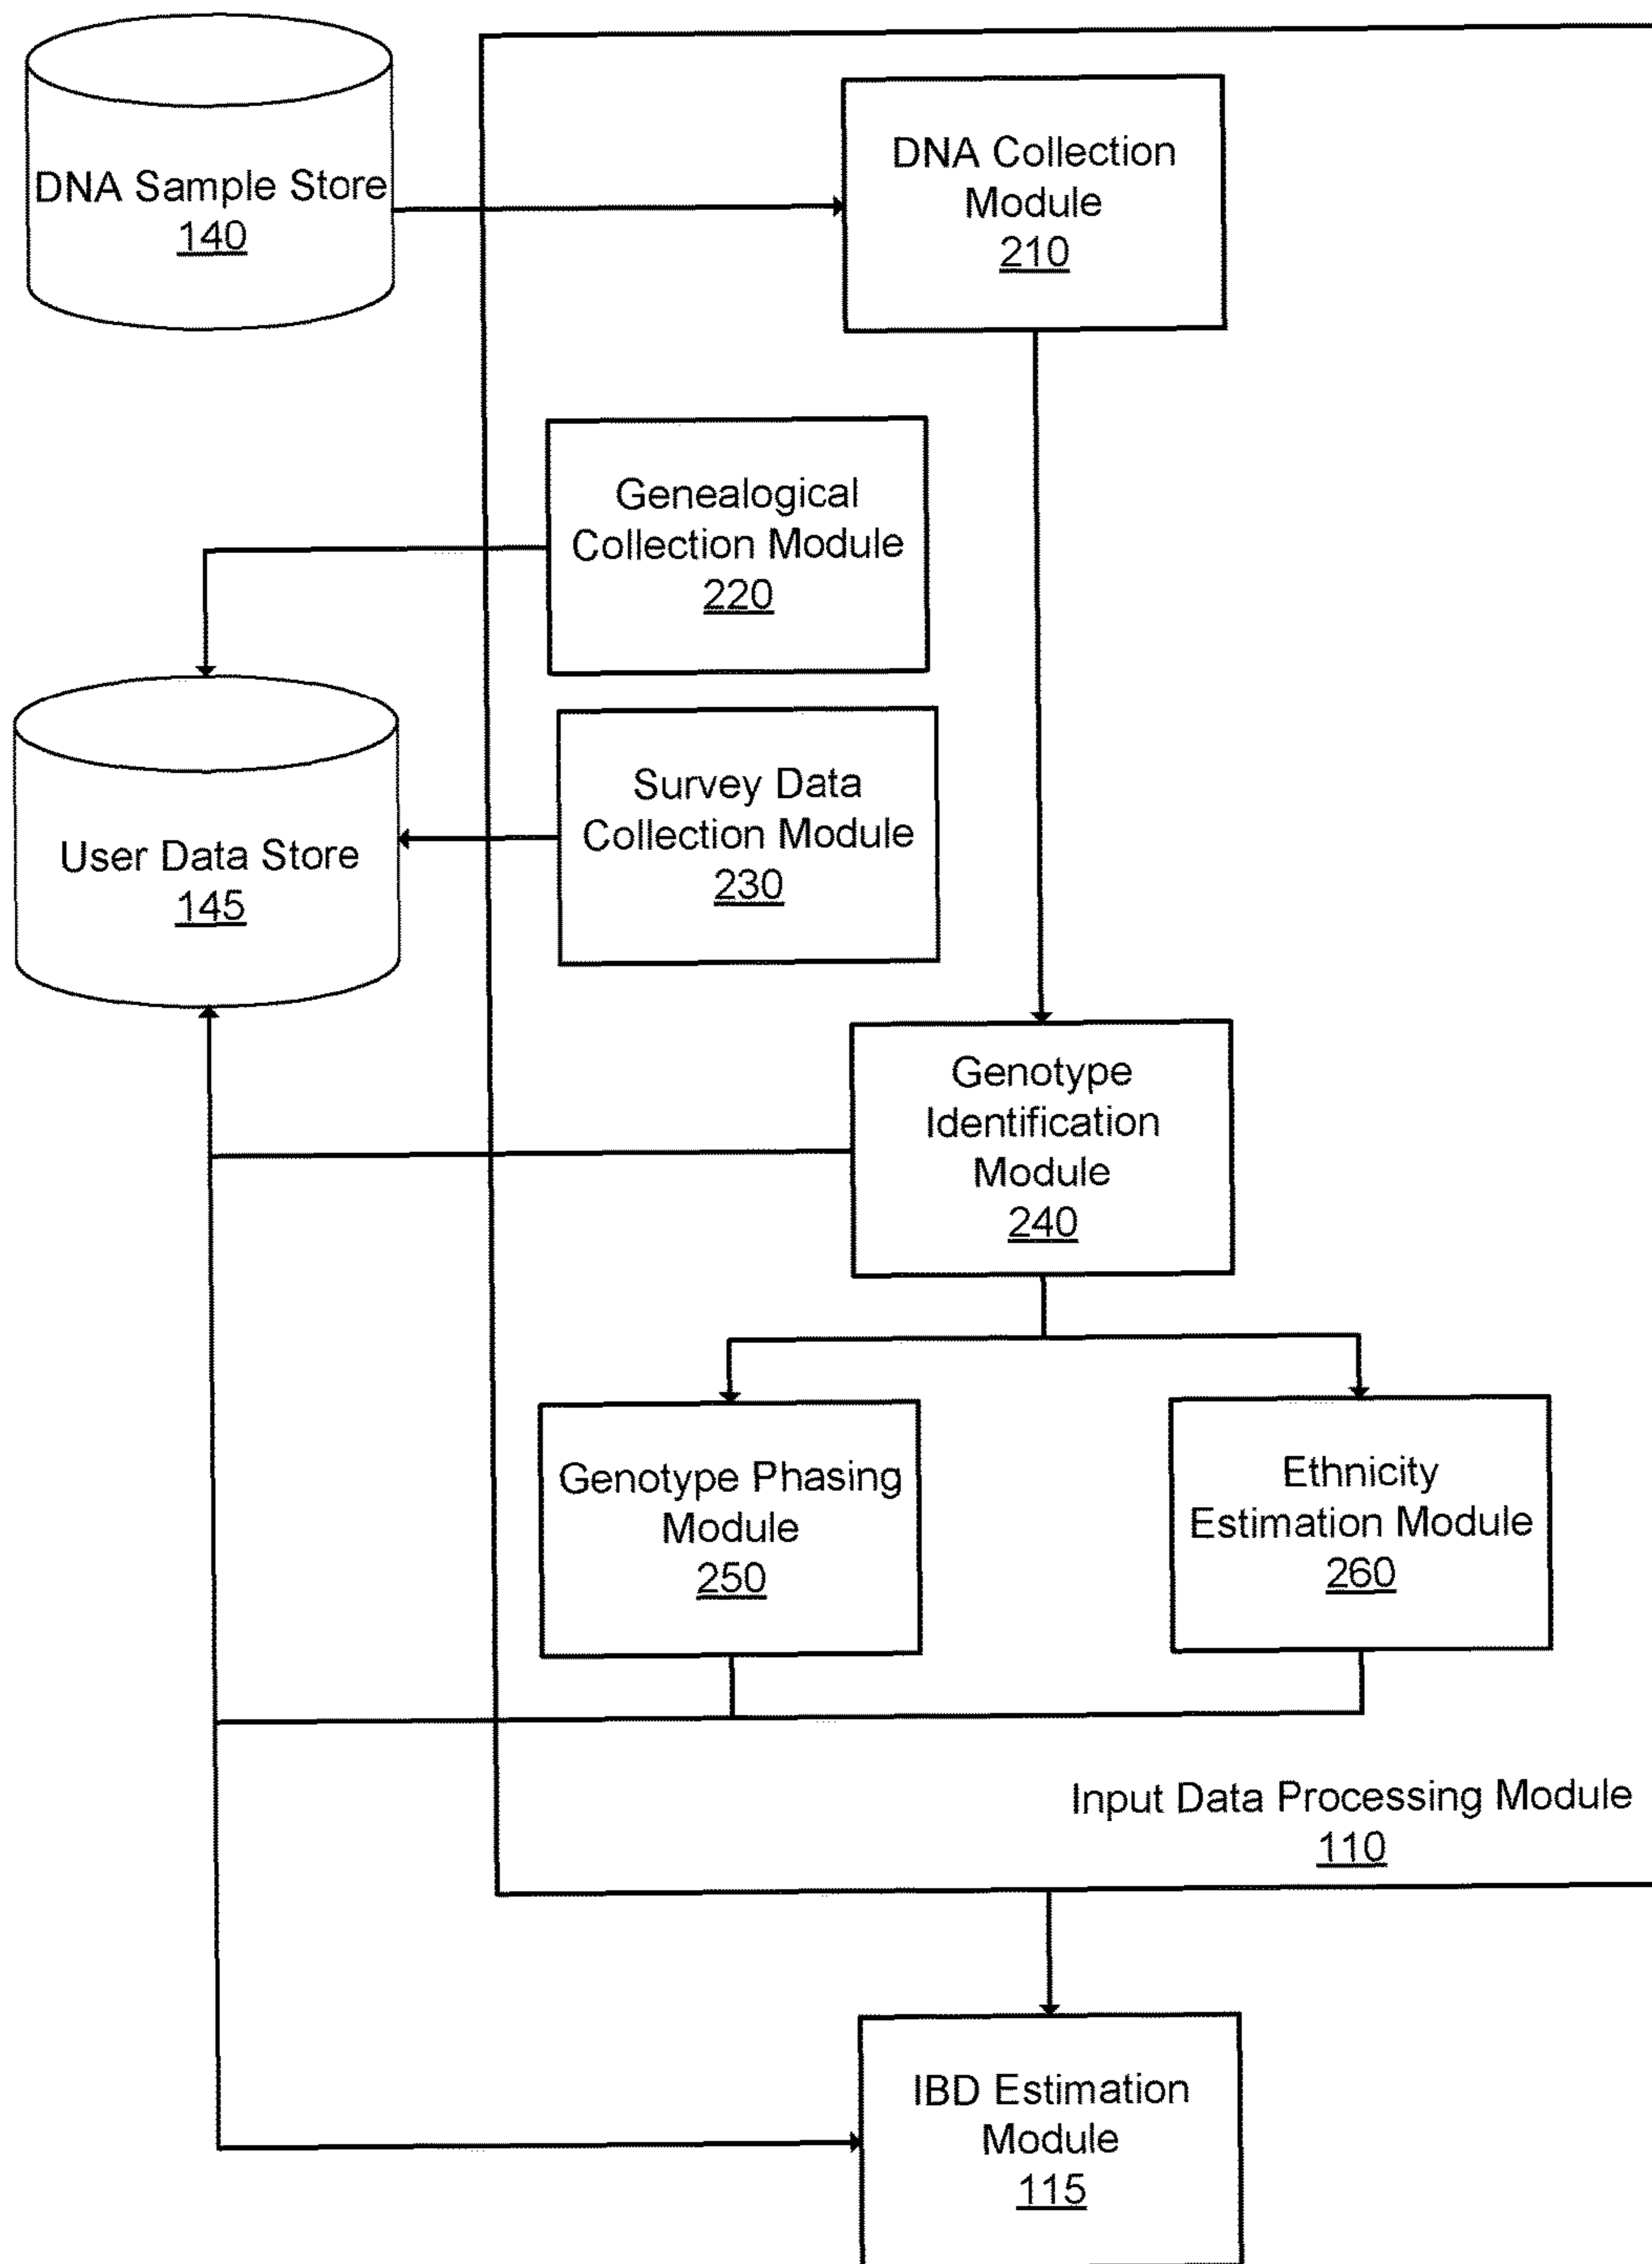 DNA Sample Store
140
DNA Collection
Module
210
Genealogical
Collection Module
220
Survey Data
Collection Module
230
User Data Store
145
Genotype
Identification
Module
240
Genotype Phasing
Module
250
Ethnicity
Estimation Module
260
Input Data Processing Module
110
IBD Estimation
Module
115